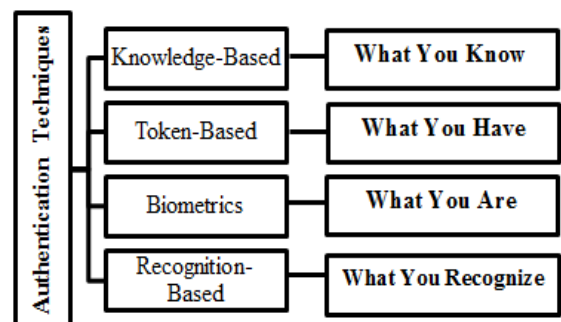 Authentication Techniques
Knowledge-Based
What You Know
Token-Based
What You Have
Biometrics
What You Are
Recognition-
Based
What You Recognize